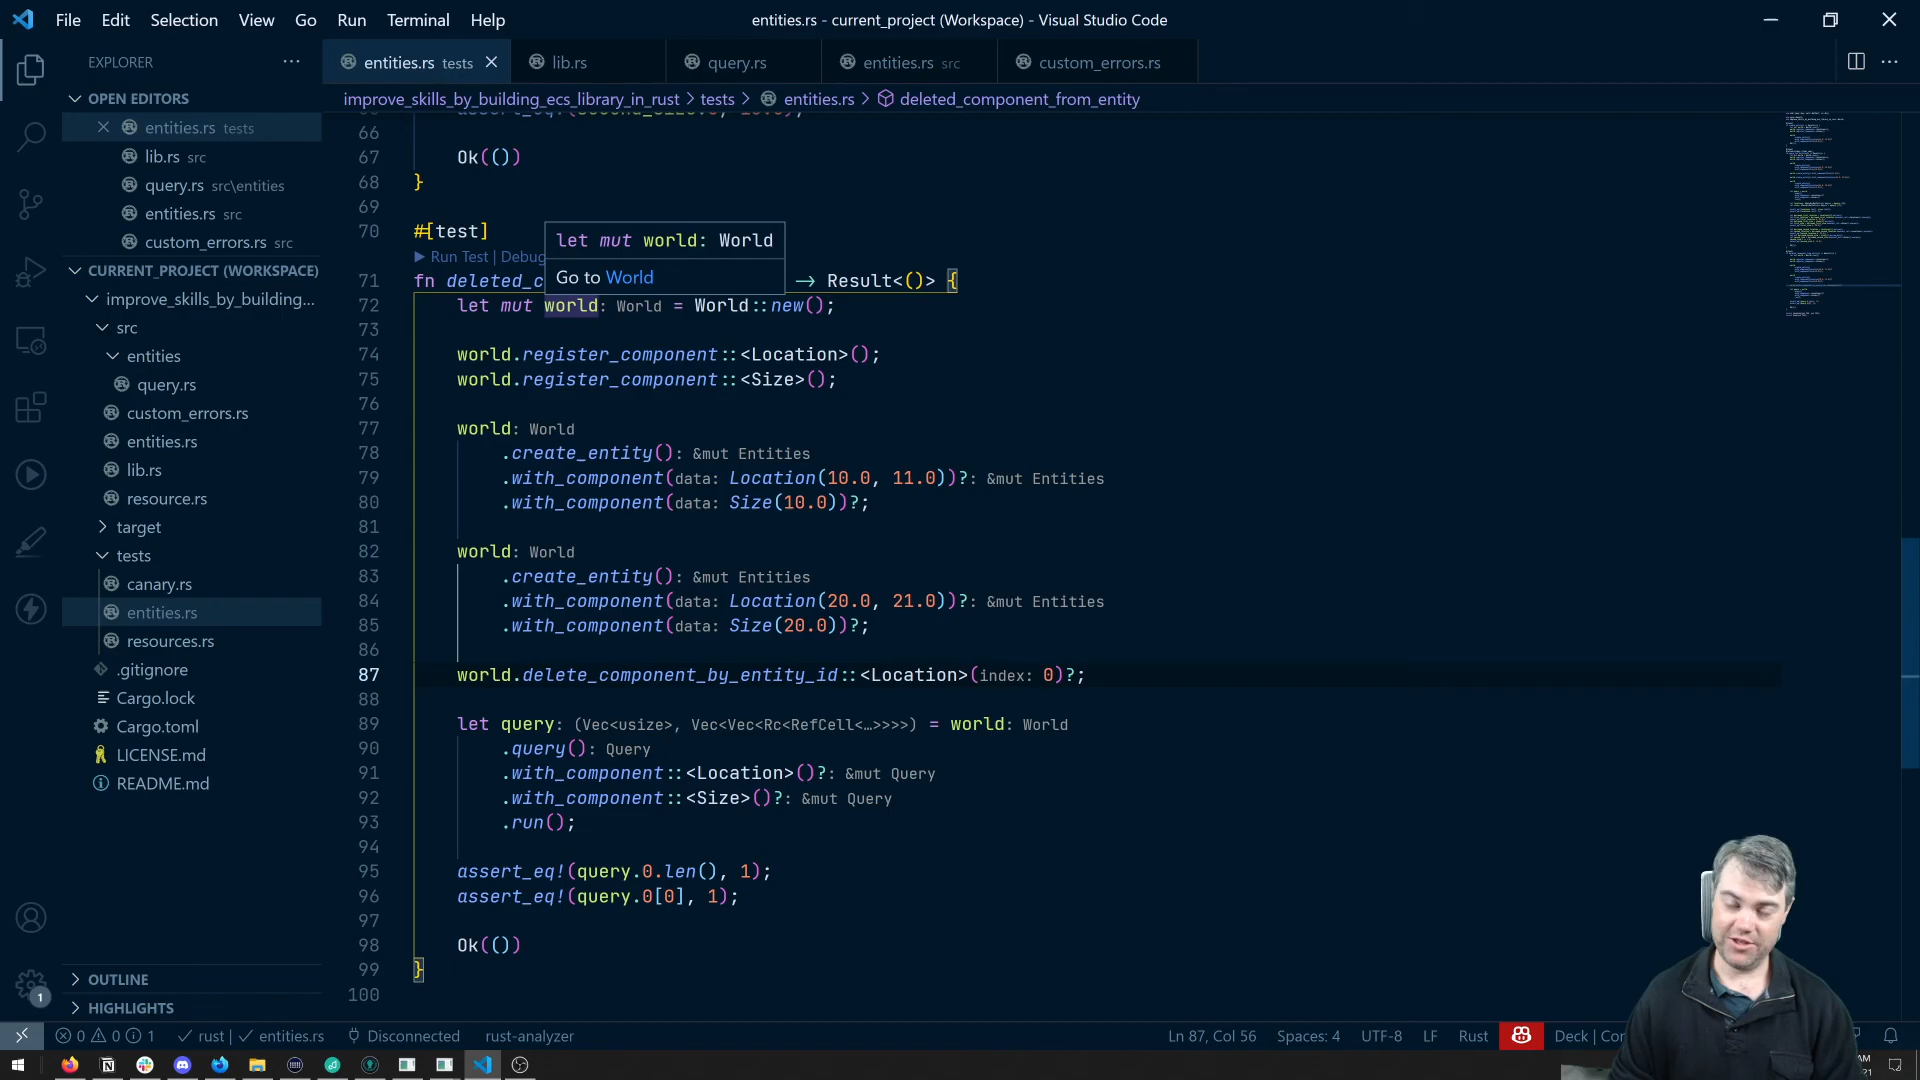 File Edit Selection View Go Run Terminal Help
entities.rs - current_project (Workspace) - Visual Studio Code
EXPLORER
OPEN EDITORS
entities.rs tests
lib.rs src
query.rs src\entities
entities.rs src
custom_errors.rs src
CURRENT_PROJECT (WORKSPACE)
improve_skills_by_building...
src
entities
query.rs
custom_errors.rs
entities.rs
lib.rs
resource.rs
target
tests
canary.rs
entities.rs
resources.rs
.gitignore
Cargo.lock
Cargo.toml
LICENSE.md
README.md
OUTLINE
HIGHLIGHTS
entities.rs tests
lib.rs
query.rs
entities.rs src
custom_errors.rs
improve_skills_by_building_ecs_library_in_rust > tests > entities.rs > deleted_component_from_entity
66
67 Ok(())
68 }
69
70 #[test]
Run Test | Debug
let mut world: World
Go to World
71 fn deleted_c → Result<()> {
72 let mut world: World = World::new();
73
74 world.register_component::<Location>();
75 world.register_component::<Size>();
76
77 world: World
78 .create_entity(): &mut Entities
79 .with_component(data: Location(10.0, 11.0))?: &mut Entities
80 .with_component(data: Size(10.0))?;
81
82 world: World
83 .create_entity(): &mut Entities
84 .with_component(data: Location(20.0, 21.0))?: &mut Entities
85 .with_component(data: Size(20.0))?;
86
87 world.delete_component_by_entity_id::<Location>(index: 0)?;
88
89 let query: (Vec<usize>, Vec<Vec<Rc<RefCell<…>>>>) = world: World
90 .query(): Query
91 .with_component::<Location>()?: &mut Query
92 .with_component::<Size>()?: &mut Query
93 .run();
94
95 assert_eq!(query.0.len(), 1);
96 assert_eq!(query.0[0], 1);
97
98 Ok(())
99 }
100
1
0 0 1 rust | entities.rs Disconnected rust-analyzer
Ln 87, Col 56 Spaces: 4 UTF-8 LF Rust Deck |